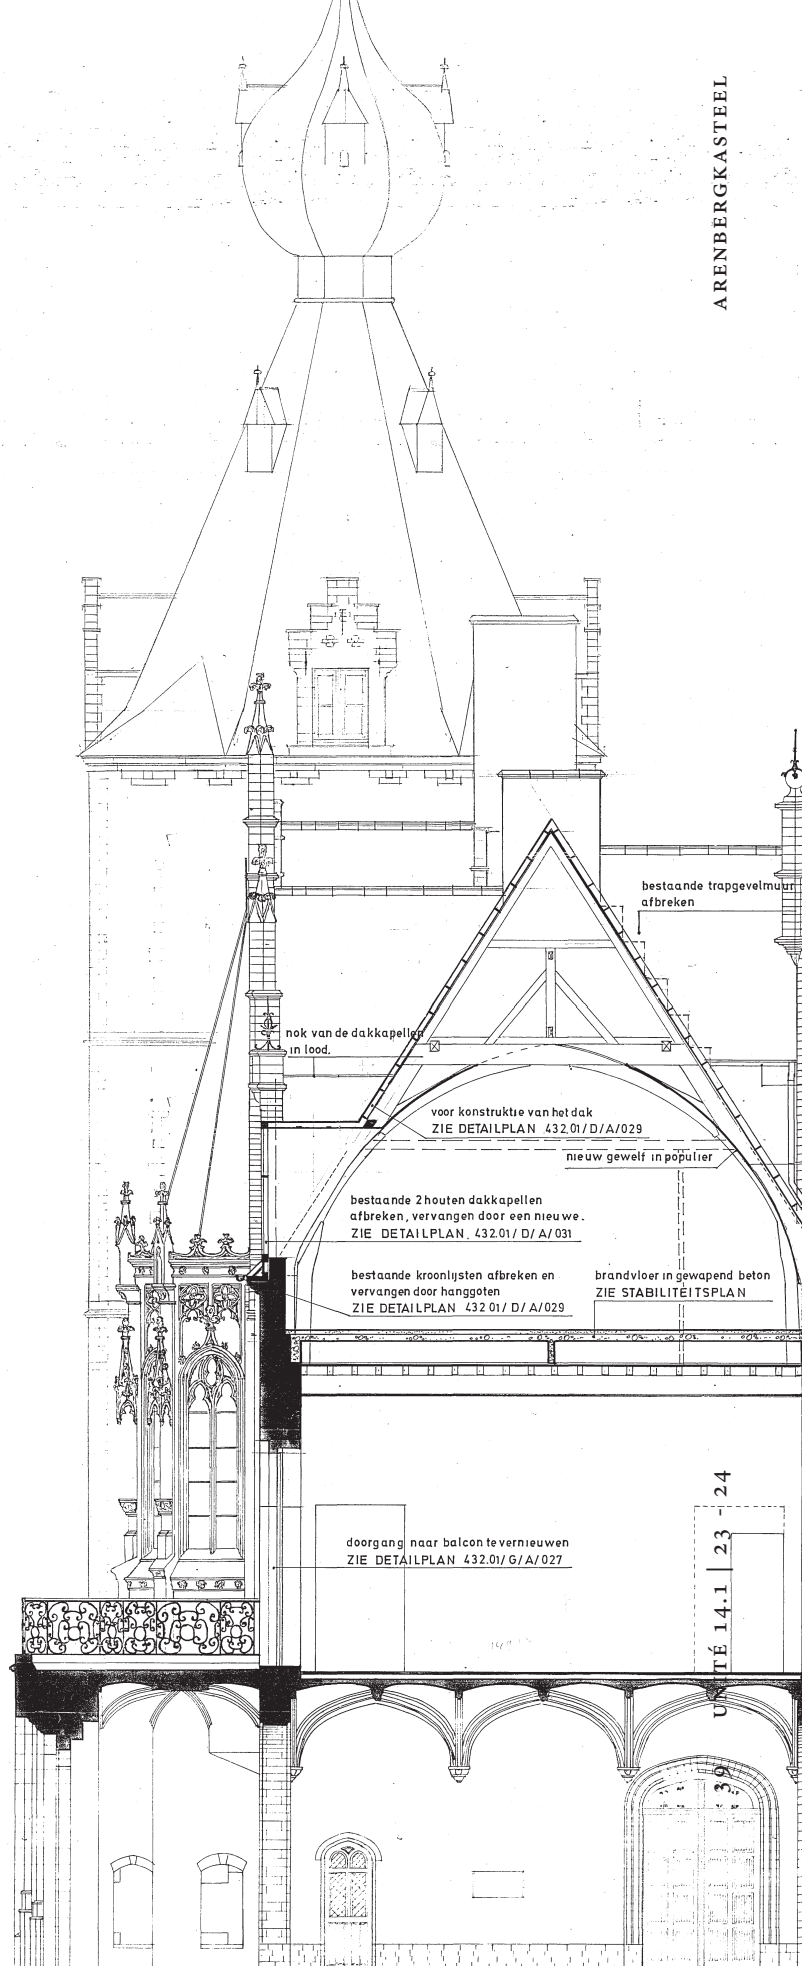 ARENBERGKASTEEL
bestaande trapgevelmuur
afbreken
nok van de dakkapellen
in lood.
voor konstruktie van het dak
ZIE DETAILPLAN 432.01/D/A/029
nieuw gewelf in populier
bestaande 2 houten dakkapellen
afbreken, vervangen door een nieuwe.
ZIE DETAILPLAN. 432.01/D/A/031
bestaande kroonlijsten afbreken en
vervangen door hanggoten
ZIE DETAILPLAN 432 01/D/A/029
brandvloer in gewapend beton
ZIE STABILITEITSPLAN
doorgang naar balcon te vernieuwen
ZIE DETAILPLAN 432.01/G/A/027
UNITÉ 14.1 | 23 - 24
39